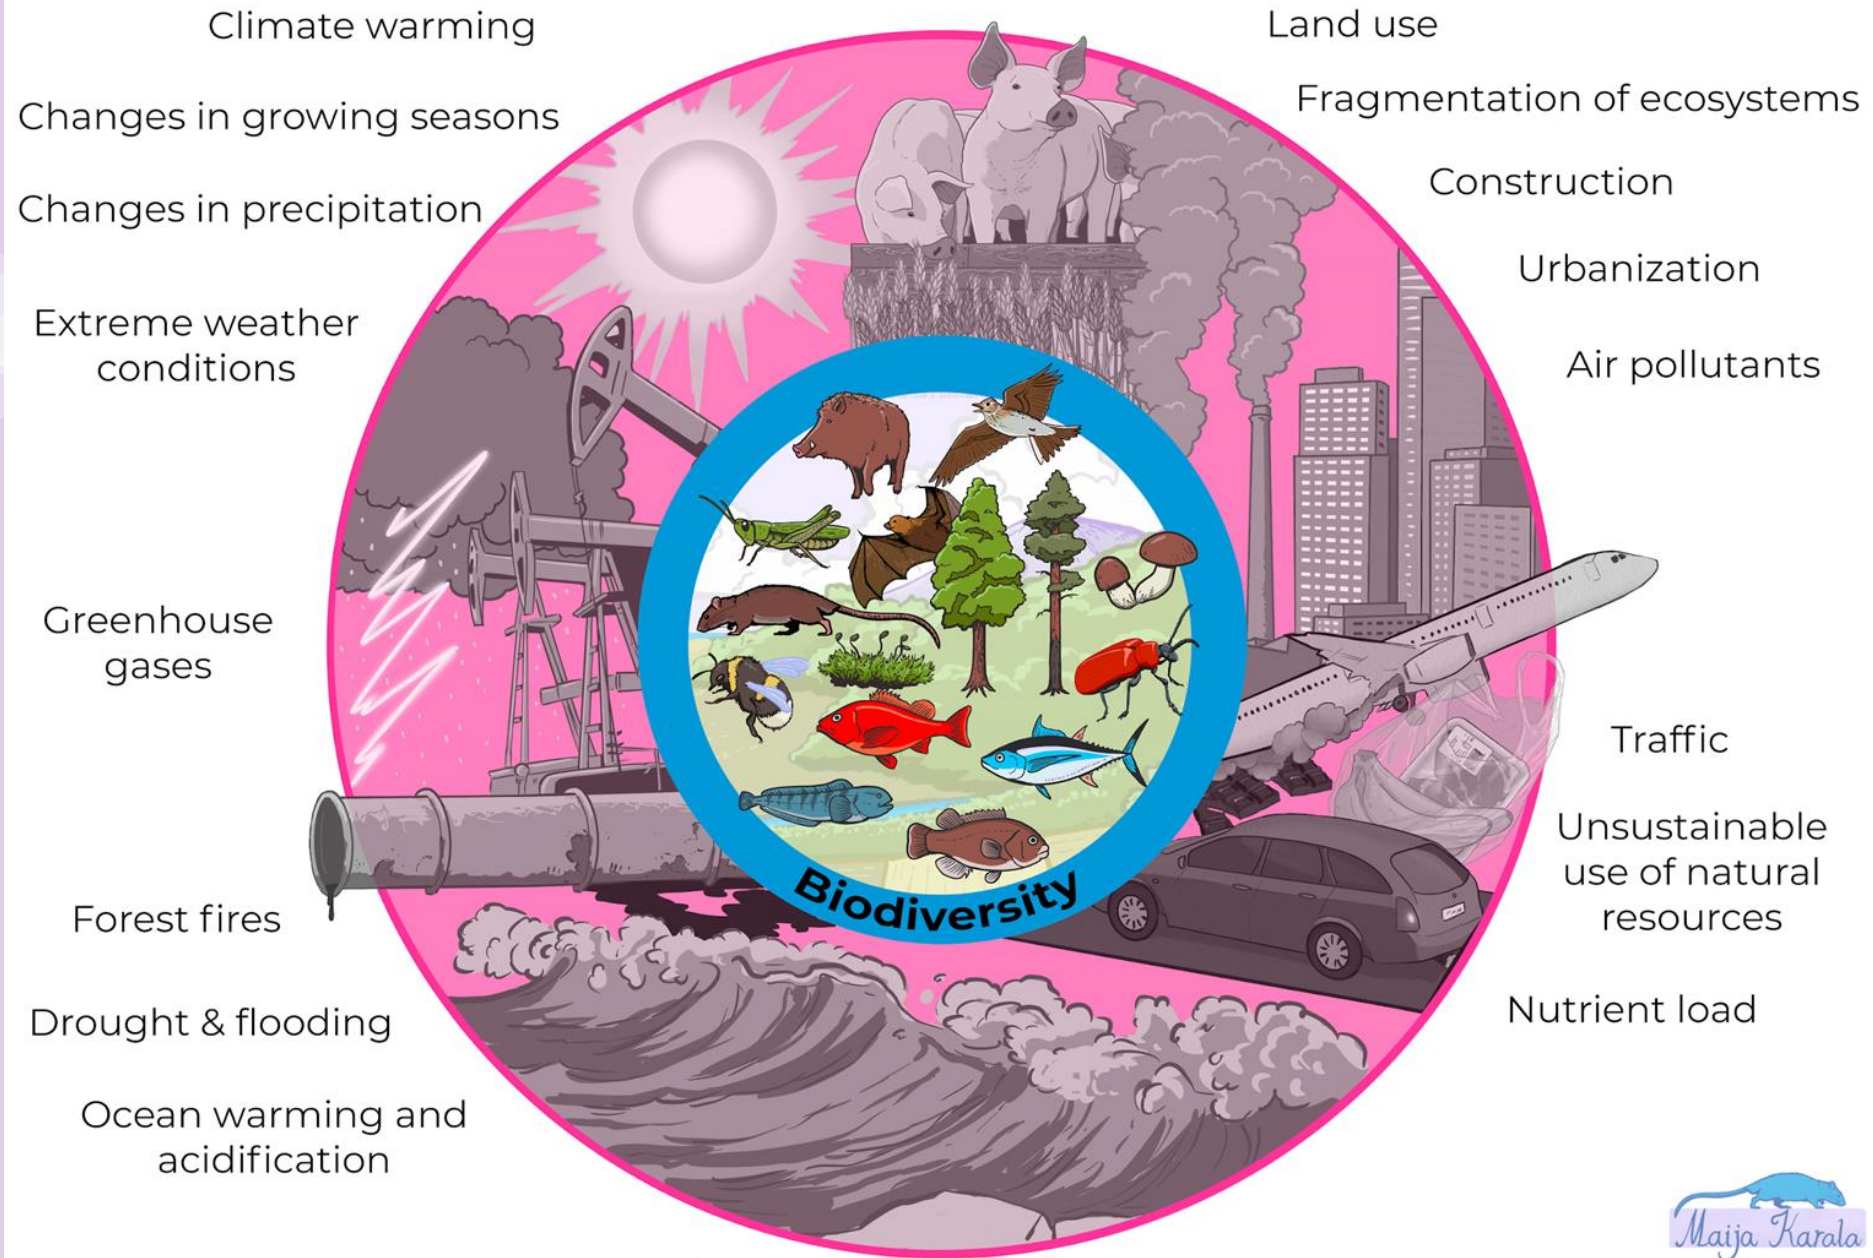 Climate warming
Changes in growing seasons
Changes in precipitation
Extreme weather
conditions
Greenhouse
gases
Forest fires
Drought & flooding
Ocean warming and
acidification
Land use
Fragmentation of ecosystems
Construction
Urbanization
Air pollutants
Traffic
Unsustainable
use of natural
resources
Nutrient load
Biodiversity
Maija Karala